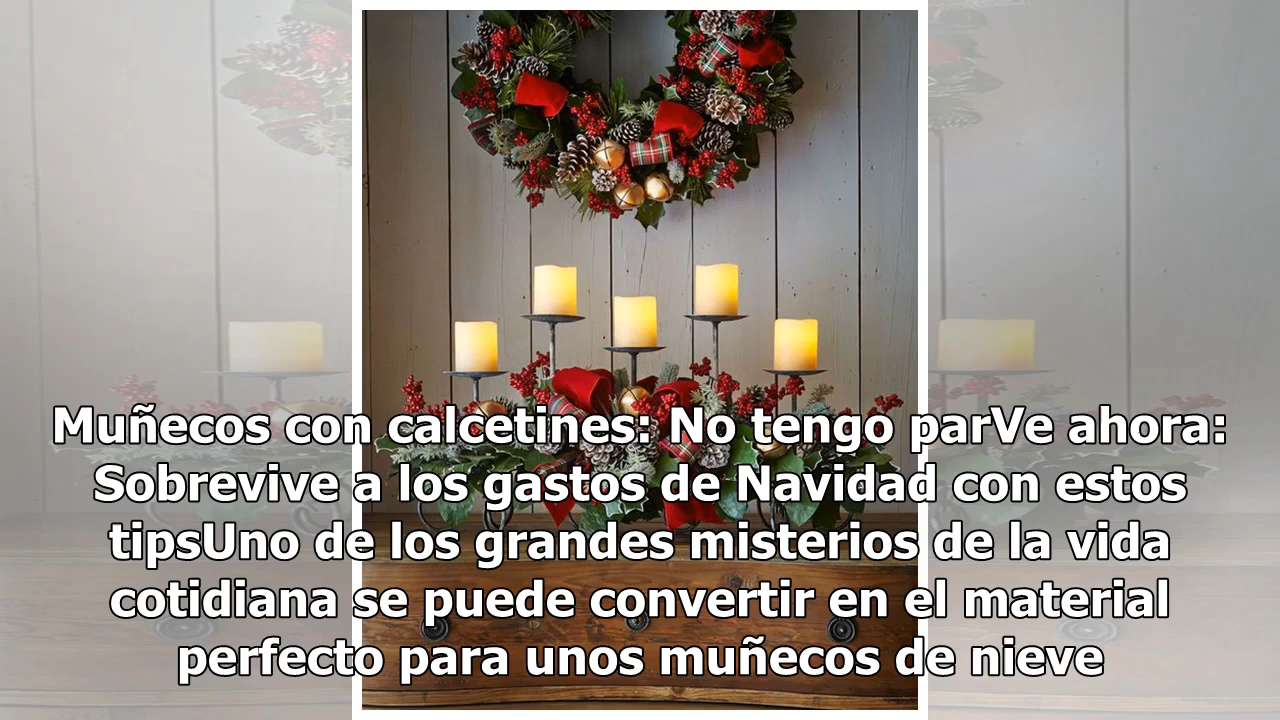 Muñecos con calcetines: No tengo parVe ahora:
Sobrevive a los gastos de Navidad con estos
tipsUno de los grandes misterios de la vida
cotidiana se puede convertir en el material
perfecto para unos muñecos de nieve